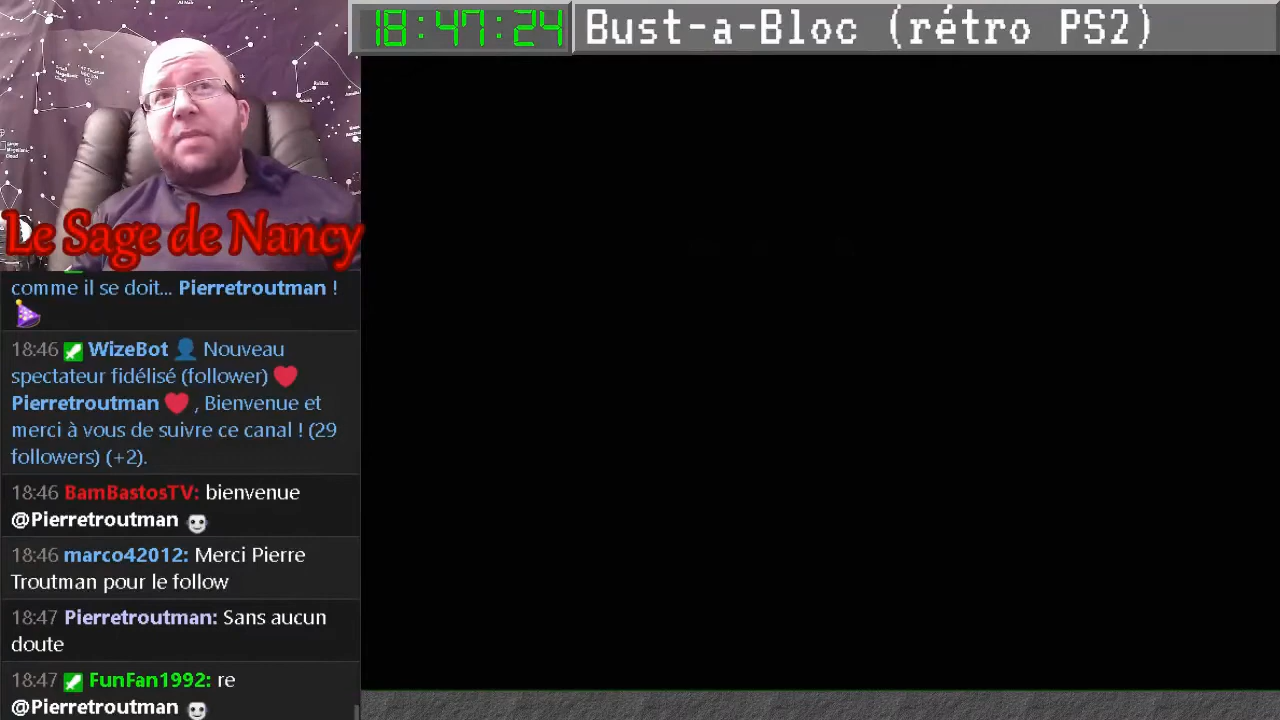 18:47:24
Bust-a-Bloc (rétro PS2)
Le Sage de Nancy
comme il se doit... Pierretroutman !
18:46 WizeBot Nouveau
spectateur fidélisé (follower)
Pierretroutman , Bienvenue et
merci à vous de suivre ce canal ! (29
followers) (+2).
18:46 BamBastosTV: bienvenue
@Pierretroutman
18:46 marco42012: Merci Pierre
Troutman pour le follow
18:47 Pierretroutman: Sans aucun
doute
18:47 FunFan1992: re
@Pierretroutman